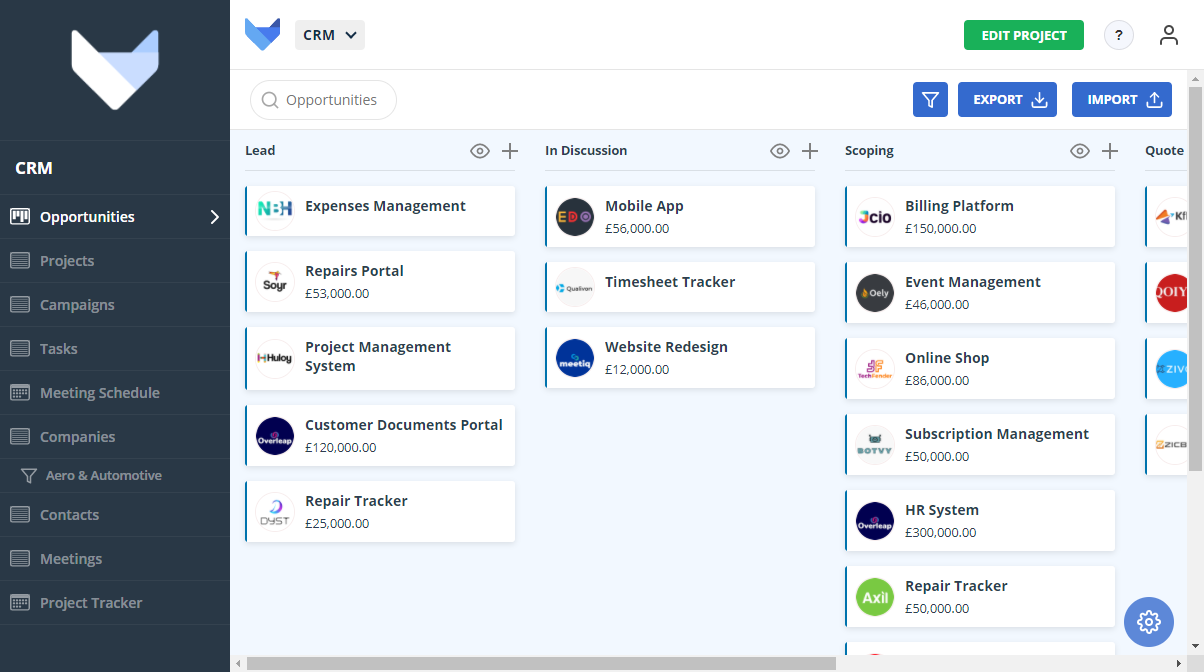 CRM
EDIT PROJECT
?
Opportunities
EXPORT
IMPORT
CRM
Opportunities
Projects
Campaigns
Tasks
Meeting Schedule
Companies
Aero & Automotive
Contacts
Meetings
Project Tracker
Lead
NBH
Expenses Management
Soyr
Repairs Portal
£53,000.00
Huloy
Project Management
System
Overleap
Customer Documents Portal
£120,000.00
DYST
Repair Tracker
£25,000.00
In Discussion
EDO
Mobile App
£56,000.00
Qualivan
Timesheet Tracker
meetiq
Website Redesign
£12,000.00
Scoping
Jcio
Billing Platform
£150,000.00
Oely
Event Management
£46,000.00
TechFender
Online Shop
£86,000.00
BOTVY
Subscription Management
£50,000.00
Overleap
HR System
£300,000.00
Axil
Repair Tracker
£50,000.00
Quote